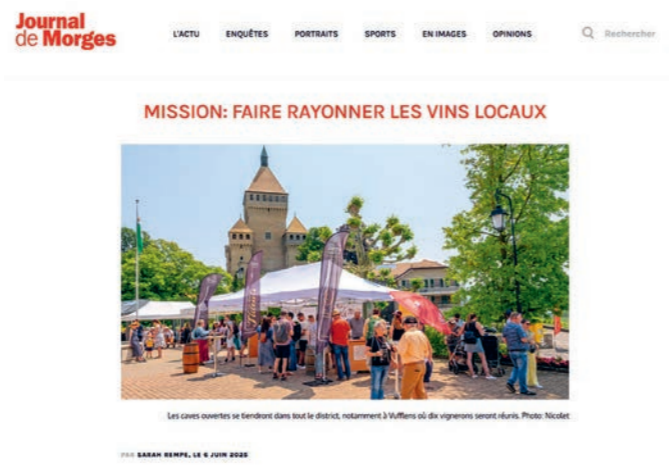 Journal
de Morges
L'ACTU ENQUÊTES PORTRAITS SPORTS EN IMAGES OPINIONS Rechercher
MISSION: FAIRE RAYONNER LES VINS LOCAUX
Les caves ouvertes se tiendront dans tout le district, notamment à Vufflens où dix vignerons seront réunis. Photo: Nicolet
PAR SARAH REMPE, LE 6 JUIN 2025